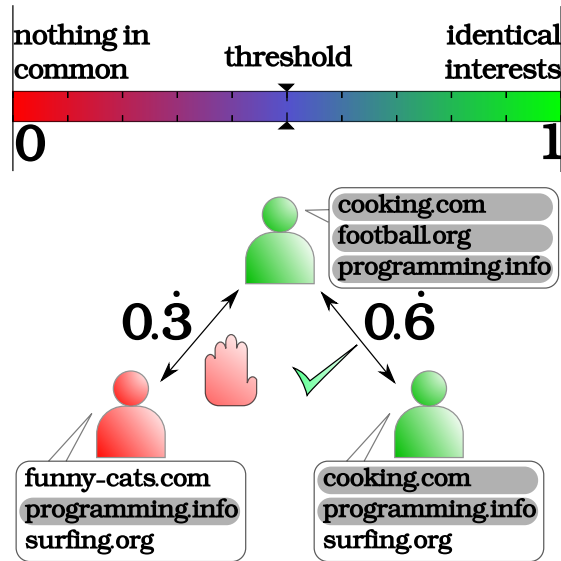 nothing in
common
threshold
identical
interests
0
1
cooking.com
football.org
programming.info
0.3̇
0.6̇
funny-cats.com
programming.info
surfing.org
cooking.com
programming.info
surfing.org